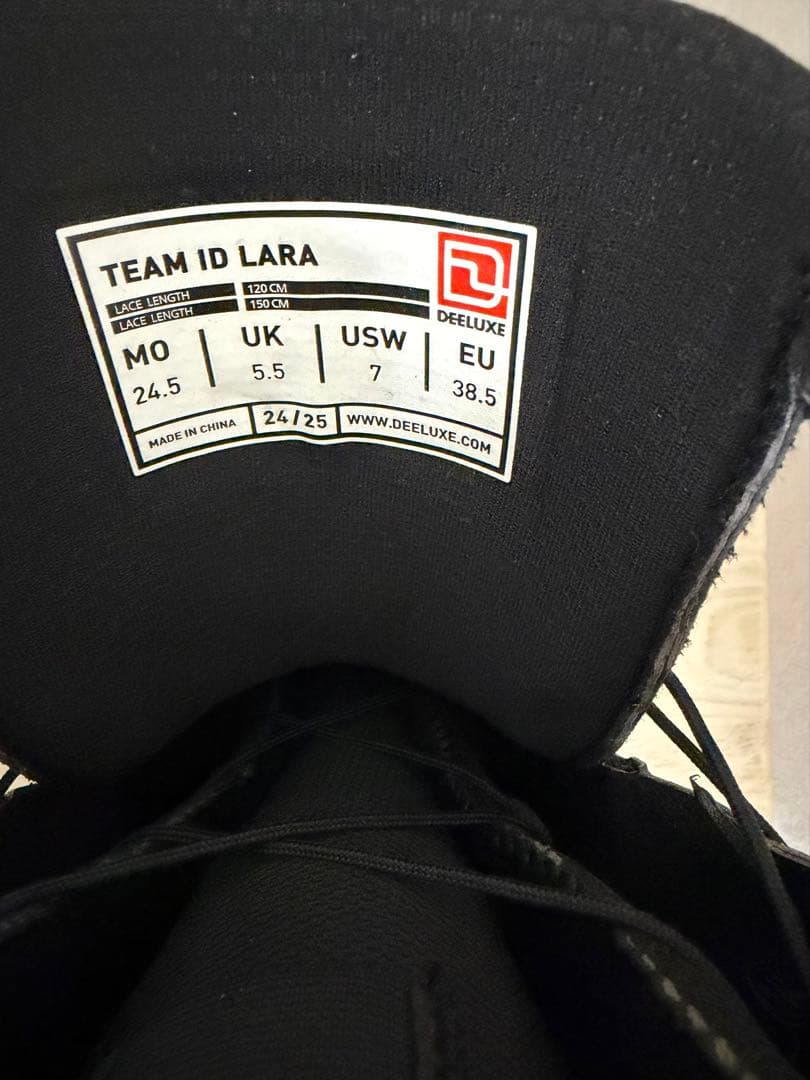 TEAM ID LARA
LACE LENGTH 120 CM
LACE LENGTH 150 CM
DEELUXE
MO UK USW EU
24.5 5.5 7 38.5
MADE IN CHINA 24/25 WWW.DEELUXE.COM